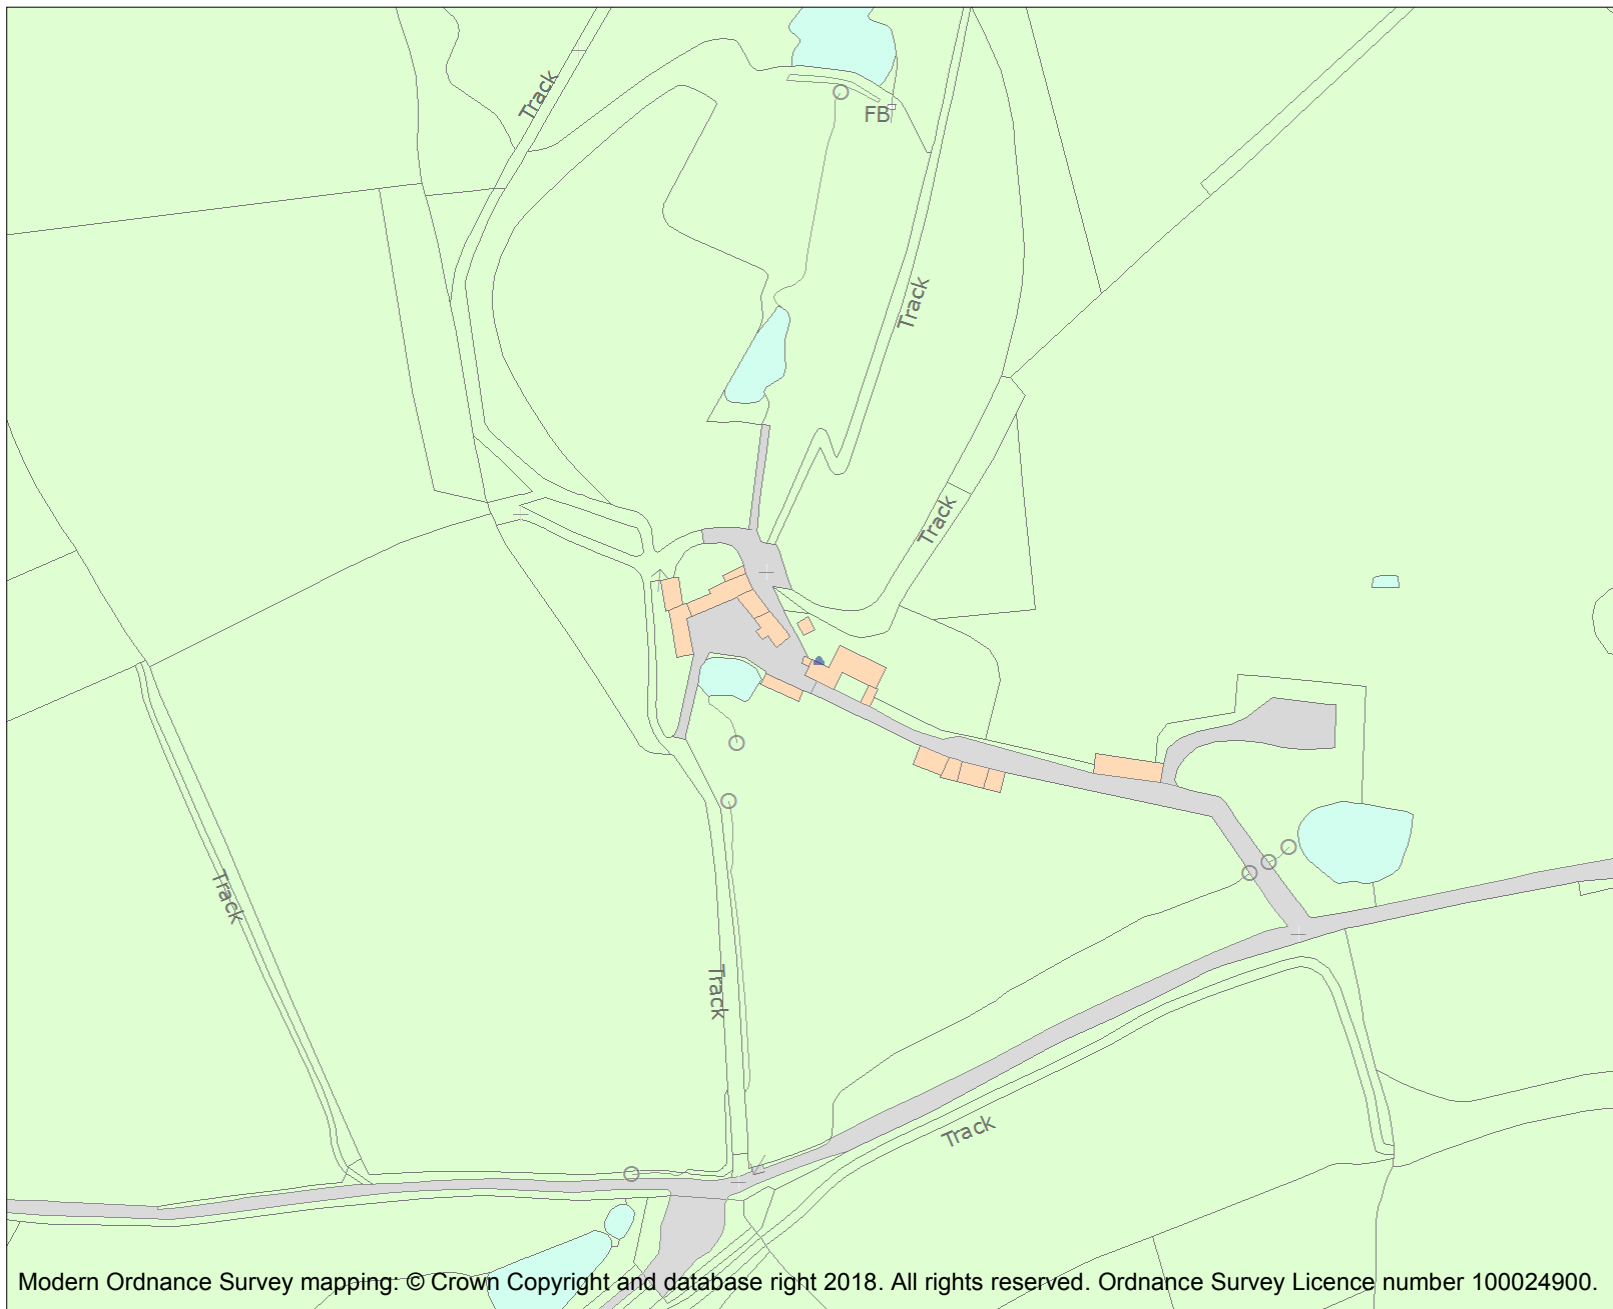 Track
FB
Track
Track
Track
Track
Track
Modern Ordnance Survey mapping: © Crown Copyright and database right 2018. All rights reserved. Ordnance Survey Licence number 100024900.